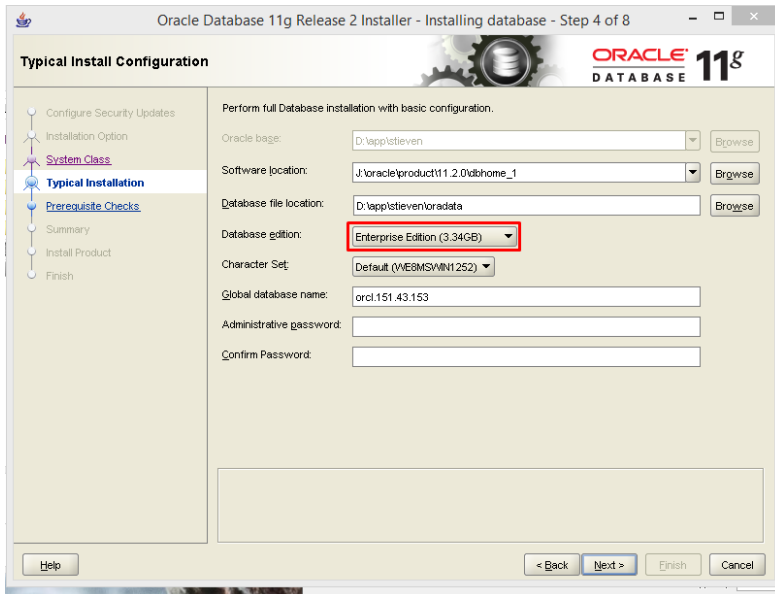 Oracle Database 11g Release 2 Installer - Installing database - Step 4 of 8
Typical Install Configuration
ORACLE
DATABASE
11g
Configure Security Updates
Installation Option
System Class
Typical Installation
Prerequisite Checks
Summary
Install Product
Finish
Perform full Database installation with basic configuration.
Oracle base: D:\app\stieven Browse
Software location: J:\oracle\product\11.2.0\dbhome_1 Browse
Database file location: D:\app\stieven\oradata Browse
Database edition: Enterprise Edition (3.34GB)
Character Set: Default (WE8MSWIN1252)
Global database name: orcl.151.43.153
Administrative password:
Confirm Password:
Help < Back Next > Finish Cancel